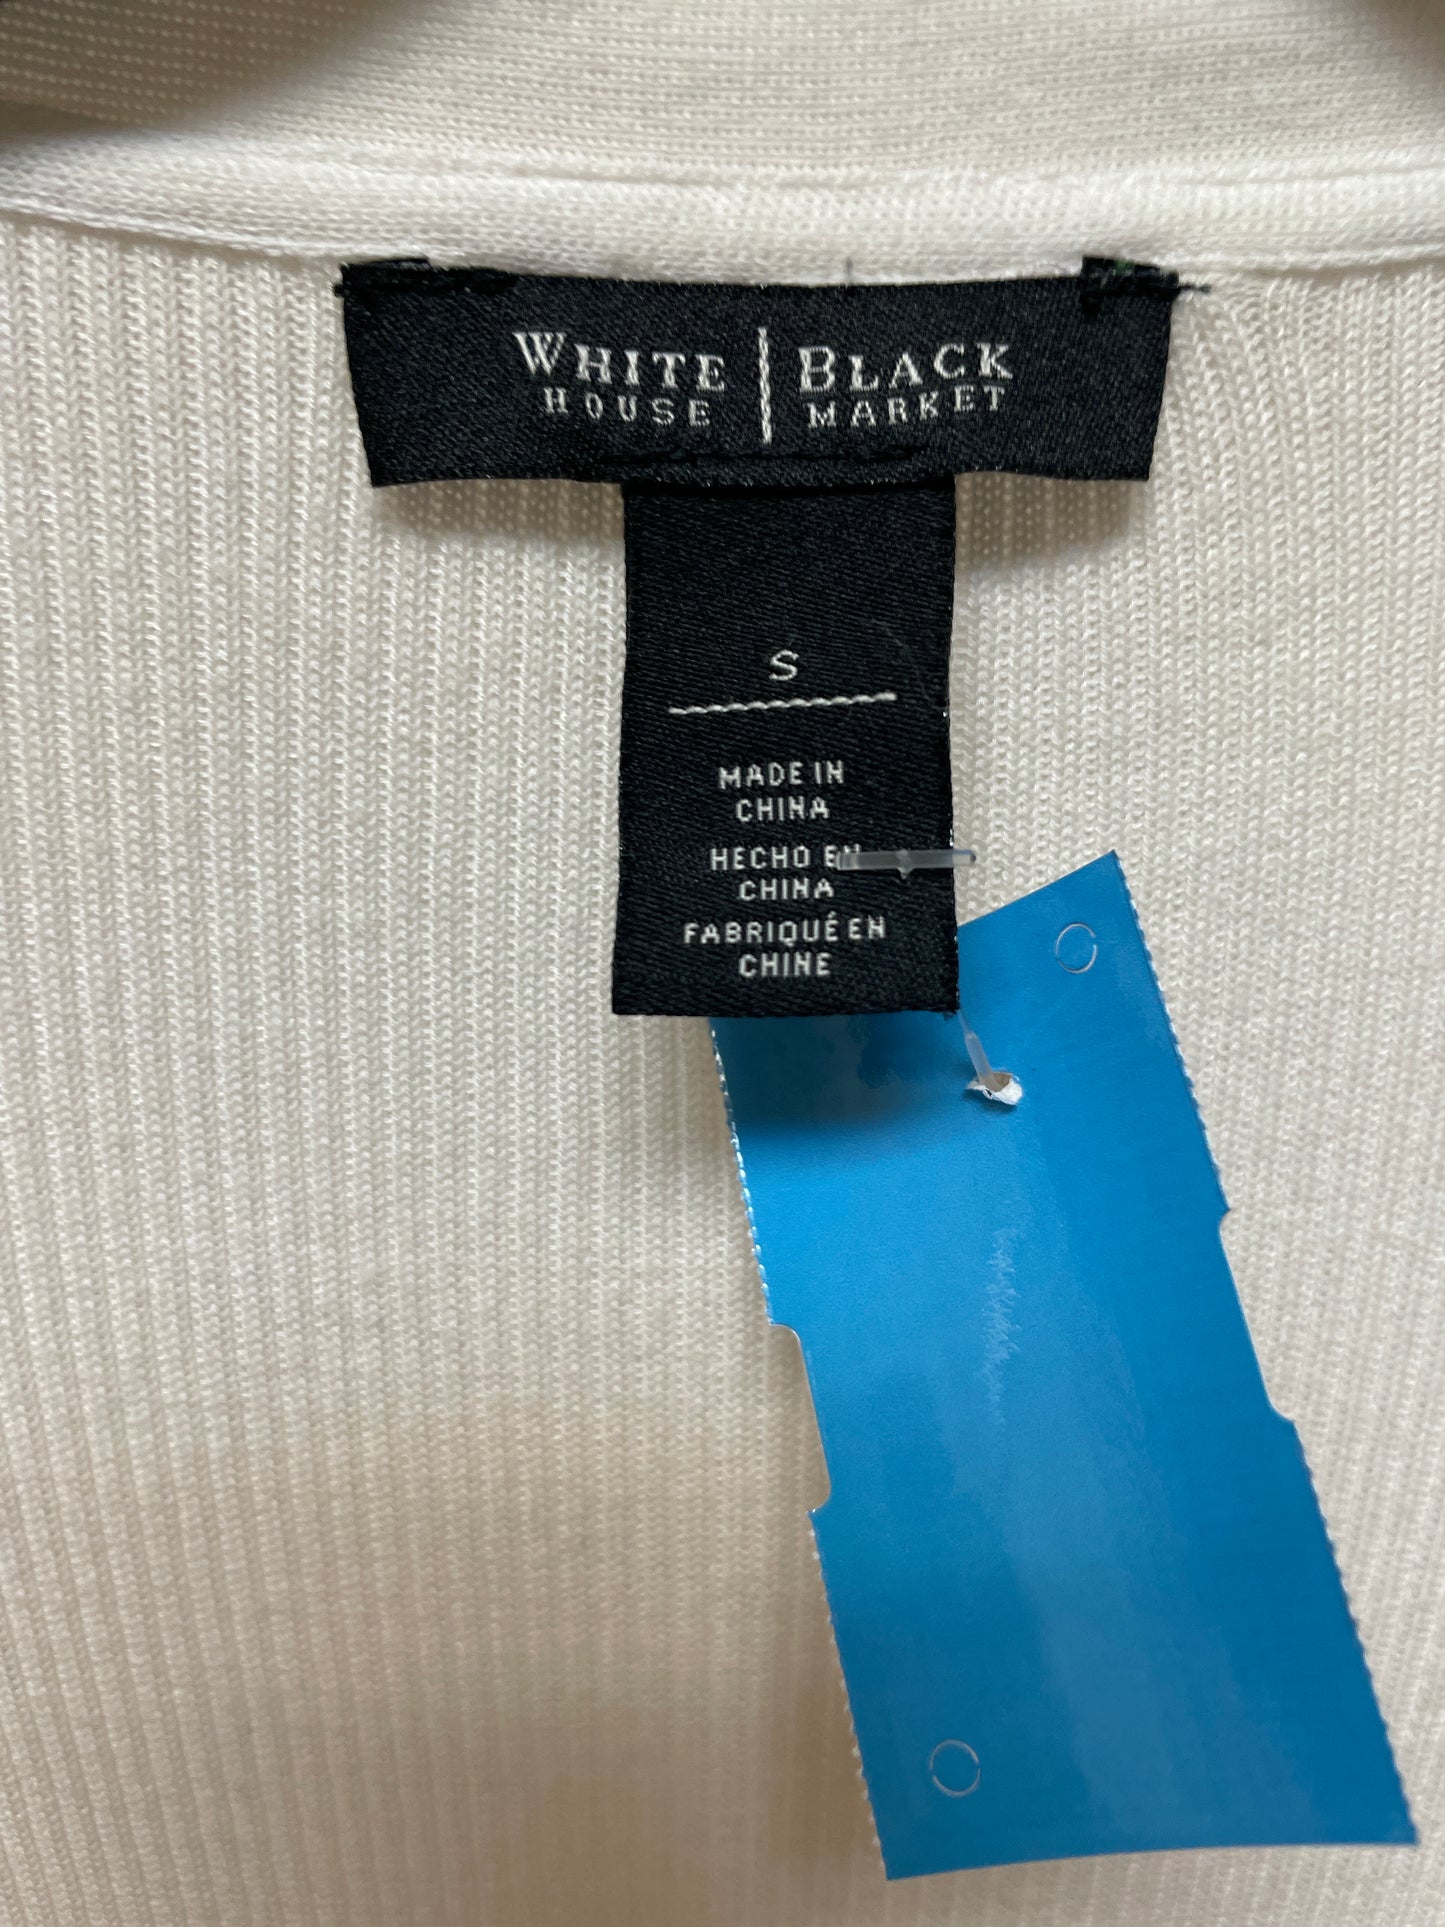 WHITE | BLACK
HOUSE | MARKET
S
MADE IN
CHINA
HECHO EN
CHINA
FABRIQUÉ EN
CHINE